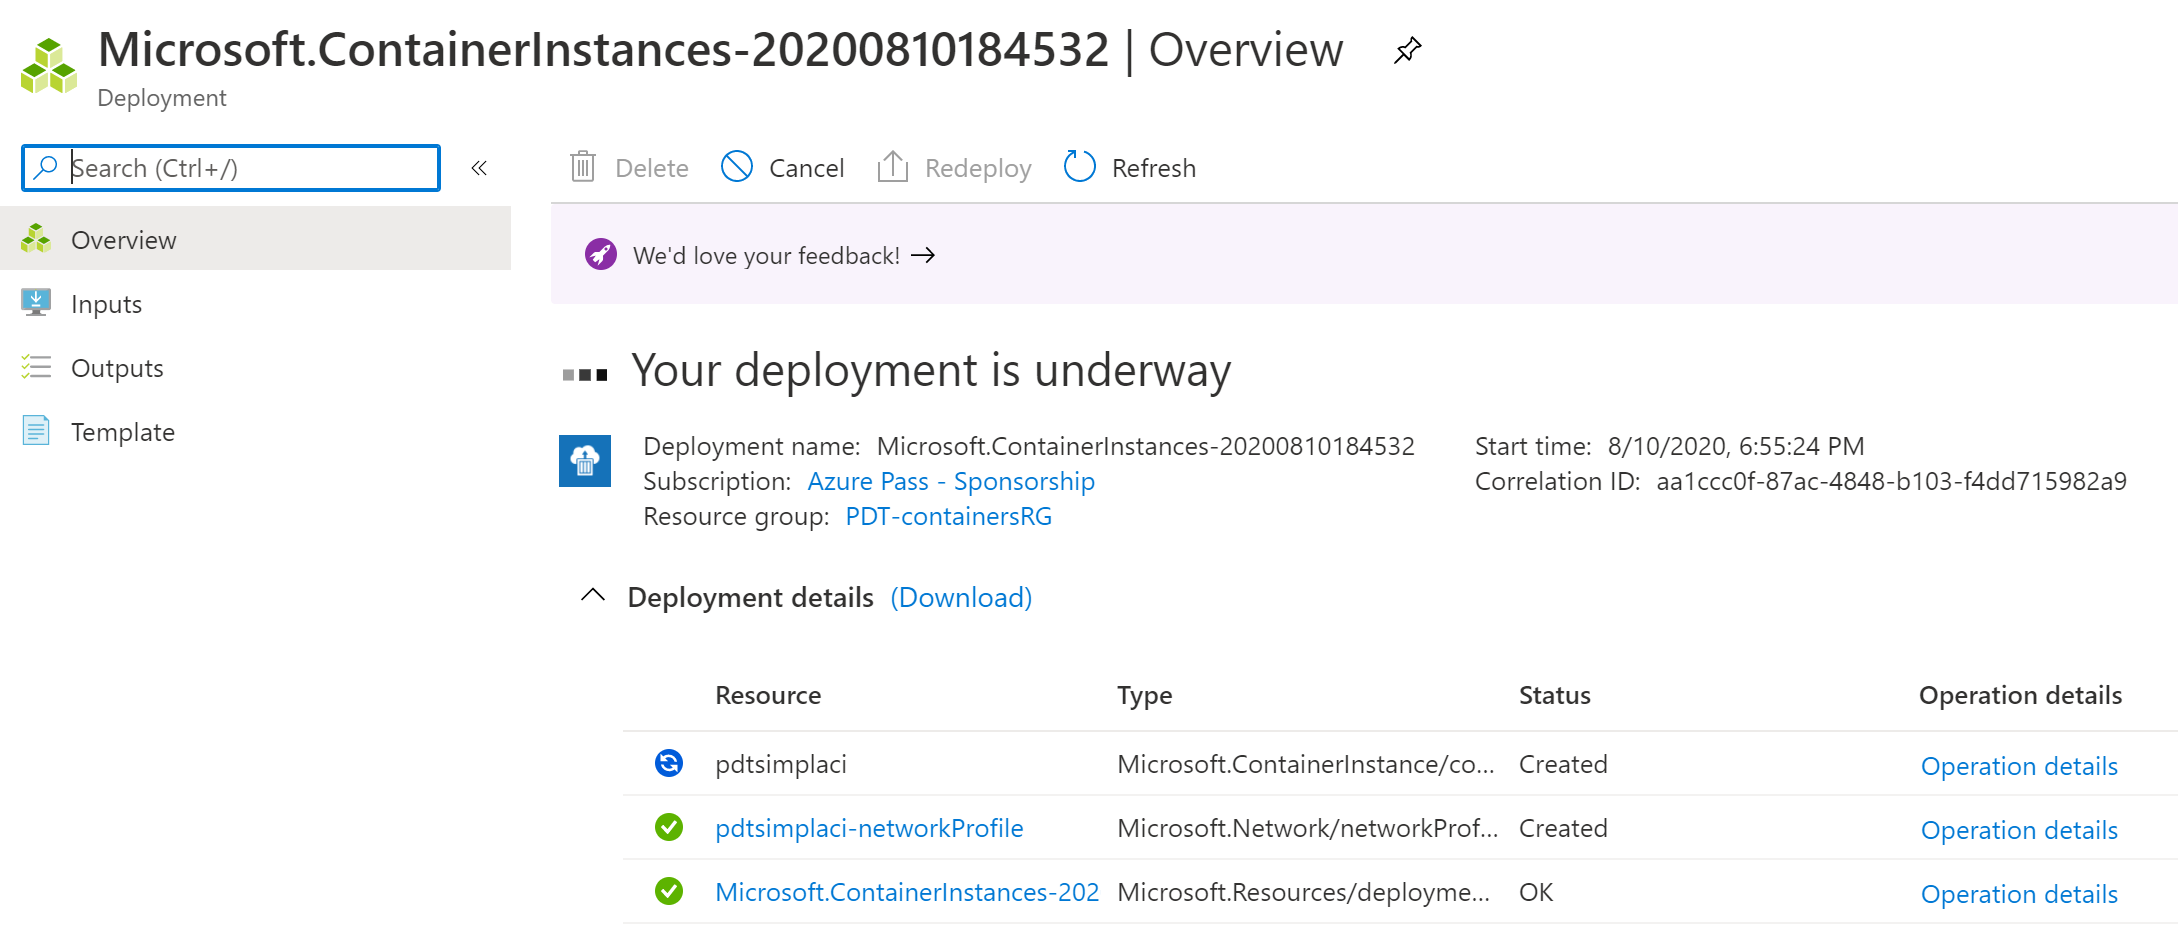 Microsoft.ContainerInstances-20200810184532 | Overview
Deployment
Search (Ctrl+/)
«
Delete
Cancel
Redeploy
Refresh
Overview
Inputs
Outputs
Template
We'd love your feedback! →
Your deployment is underway
Deployment name: Microsoft.ContainerInstances-20200810184532
Subscription: Azure Pass - Sponsorship
Resource group: PDT-containersRG
Start time: 8/10/2020, 6:55:24 PM
Correlation ID: aa1ccc0f-87ac-4848-b103-f4dd715982a9
Deployment details (Download)
Resource Type Status Operation details
pdtsimplaci Microsoft.ContainerInstance/co... Created Operation details
pdtsimplaci-networkProfile Microsoft.Network/networkProf... Created Operation details
Microsoft.ContainerInstances-202 Microsoft.Resources/deployme... OK Operation details